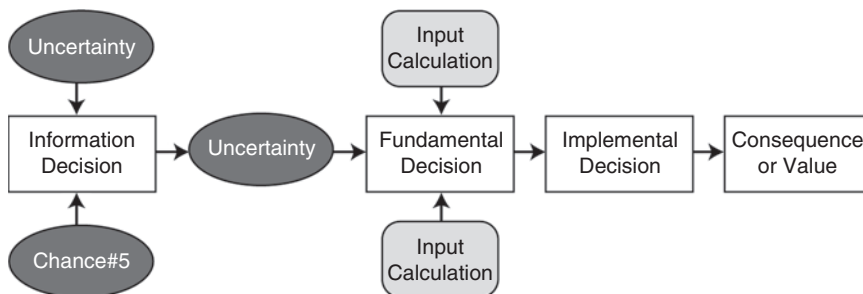 Uncertainty
Input
Calculation
Information
Decision
Uncertainty
Fundamental
Decision
Implemental
Decision
Consequence
or Value
Chance#5
Input
Calculation